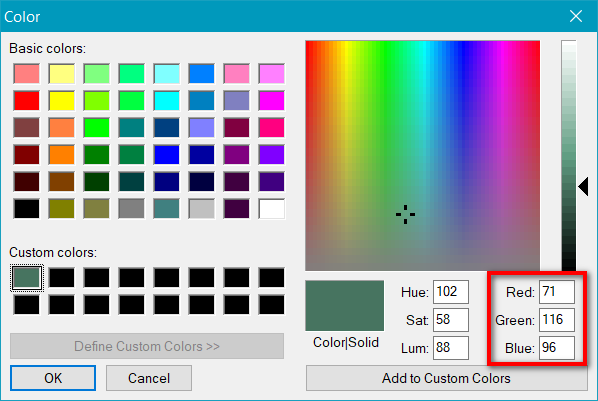 Color
Basic colors:
Custom colors:
Define Custom Colors >>
OK
Cancel
Color|Solid
Hue: 102
Sat: 58
Lum: 88
Red: 71
Green: 116
Blue: 96
Add to Custom Colors